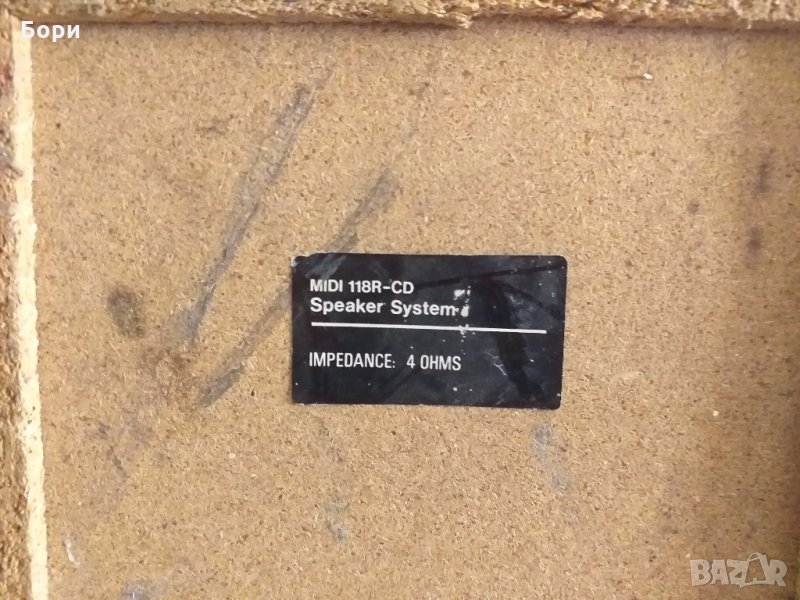 Бори
MIDI 118R-CD
Speaker System
IMPEDANCE: 4 OHMS
BAZAR